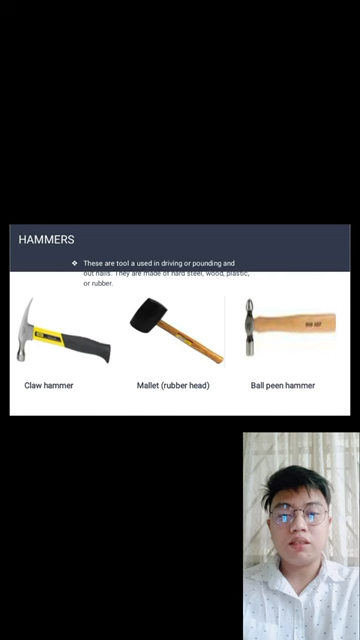 HAMMERS
❖ These are tool a used in driving or pounding and
out nails. They are made of hard steel, wood, plastic,
or rubber.
Claw hammer
Mallet (rubber head)
Ball peen hammer